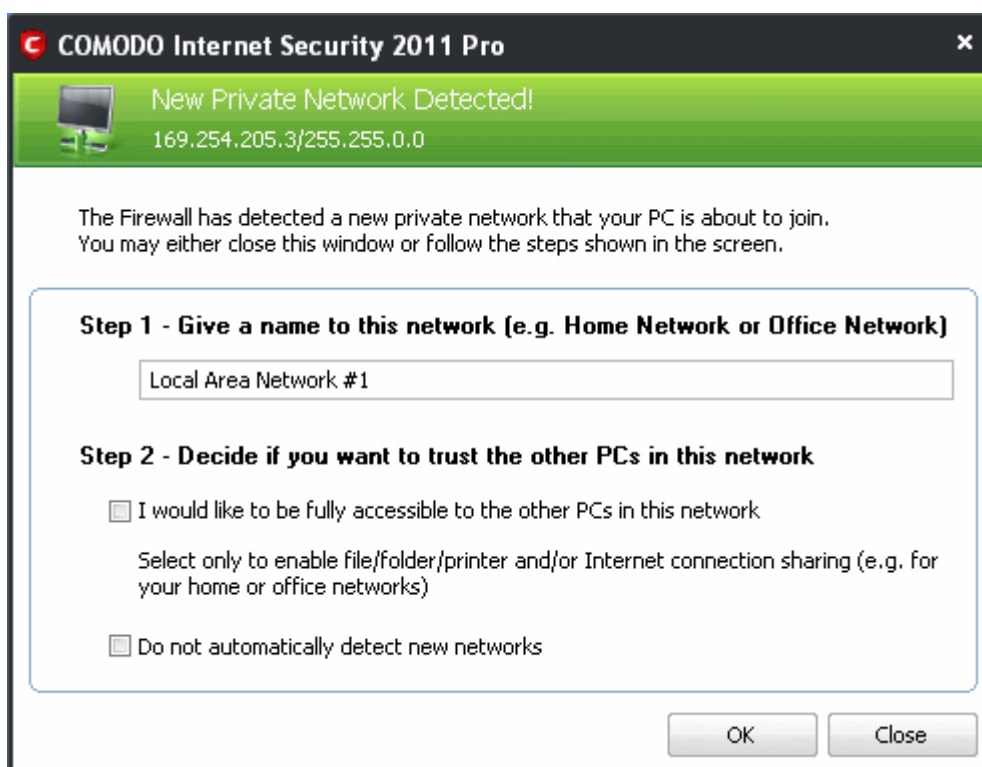 COMODO Internet Security 2011 Pro
New Private Network Detected!
169.254.205.3/255.255.0.0
The Firewall has detected a new private network that your PC is about to join.
You may either close this window or follow the steps shown in the screen.
Step 1 - Give a name to this network (e.g. Home Network or Office Network)
Local Area Network #1
Step 2 - Decide if you want to trust the other PCs in this network
I would like to be fully accessible to the other PCs in this network
Select only to enable file/folder/printer and/or Internet connection sharing (e.g. for
your home or office networks)
Do not automatically detect new networks
OK
Close